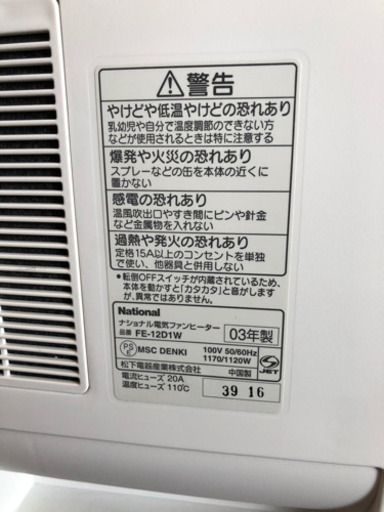 警告
やけどや低温やけどの恐れあり
乳幼児や自分で温度調節のできない方
などが使用されるときは特に注意する
爆発や火災の恐れあり
スプレーなどの缶を本体の近くに
置かない
感電の恐れあり
温風吹出口やすき間にピンや針金
など金属物を入れない
過熱や発火の恐れあり
定格15A以上のコンセントを単独
で使い、他器具と併用しない
・転倒OFFスイッチが内蔵されているため、
本体を動かすと「カタカタ」と音がします
が、異常ではありません。
National
ナショナル電気ファンヒーター
品番 FE-12D1W
03年製
PS E MSC DENKI
100V 50/60Hz
1170/1120W
松下電器産業株式会社
中国製
S JET
電流ヒューズ 20A
温度ヒューズ 110℃
39 16